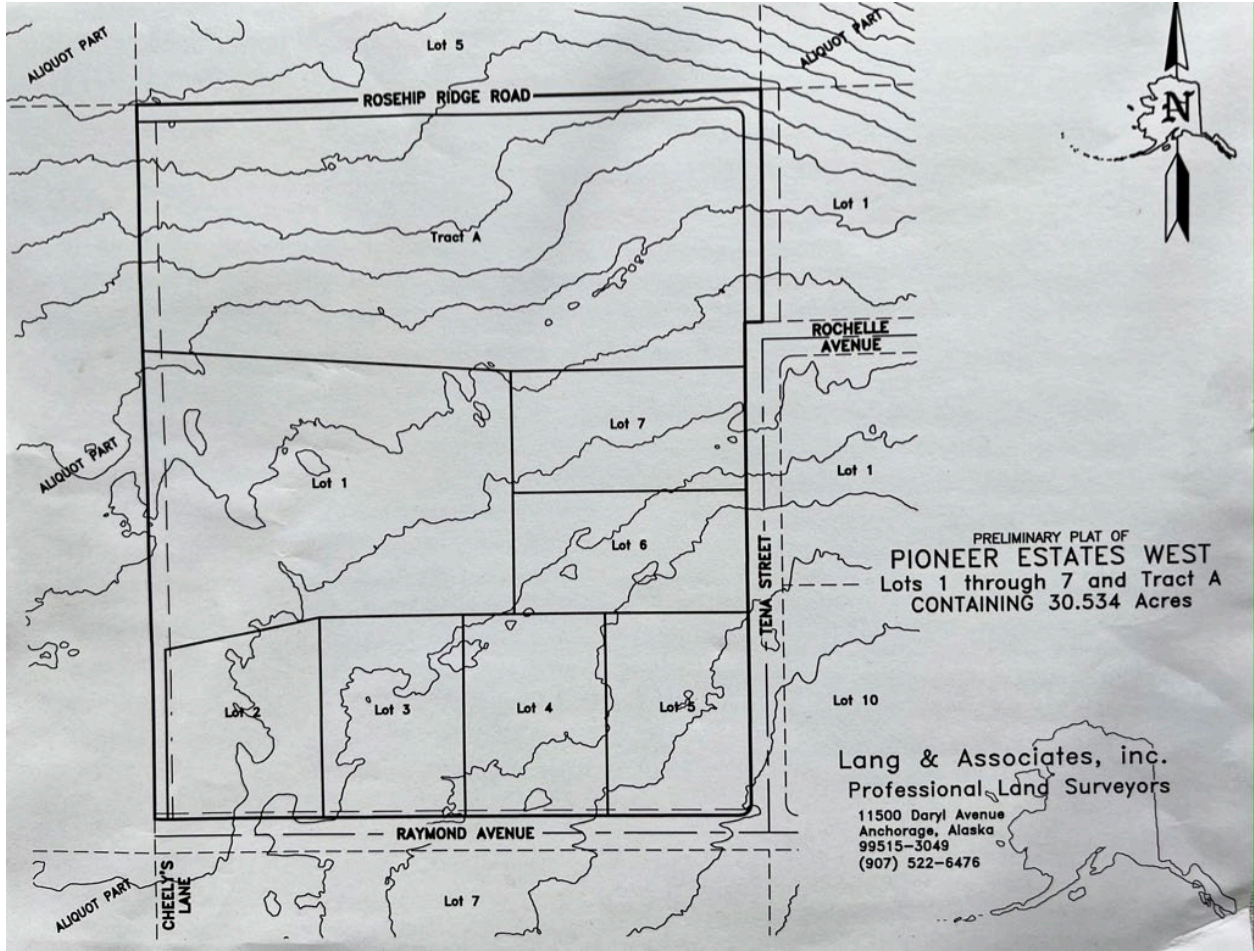 ALIQUOT PART
Lot 5
ALIQUOT PART
ROSEHIP RIDGE ROAD
N
Lot 1
Tract A
ROCHELLE
AVENUE
Lot 7
ALIQUOT PART
Lot 1
Lot 1
Lot 6
TENA STREET
PRELIMINARY PLAT OF
PIONEER ESTATES WEST
Lots 1 through 7 and Tract A
CONTAINING 30.534 Acres
Lot 2
Lot 3
Lot 4
Lot 5
Lot 10
Lang & Associates, inc.
Professional Land Surveyors
11500 Daryl Avenue
Anchorage, Alaska
99515-3049
(907) 522-6476
RAYMOND AVENUE
CHEELY'S
LANE
ALIQUOT PART
Lot 7